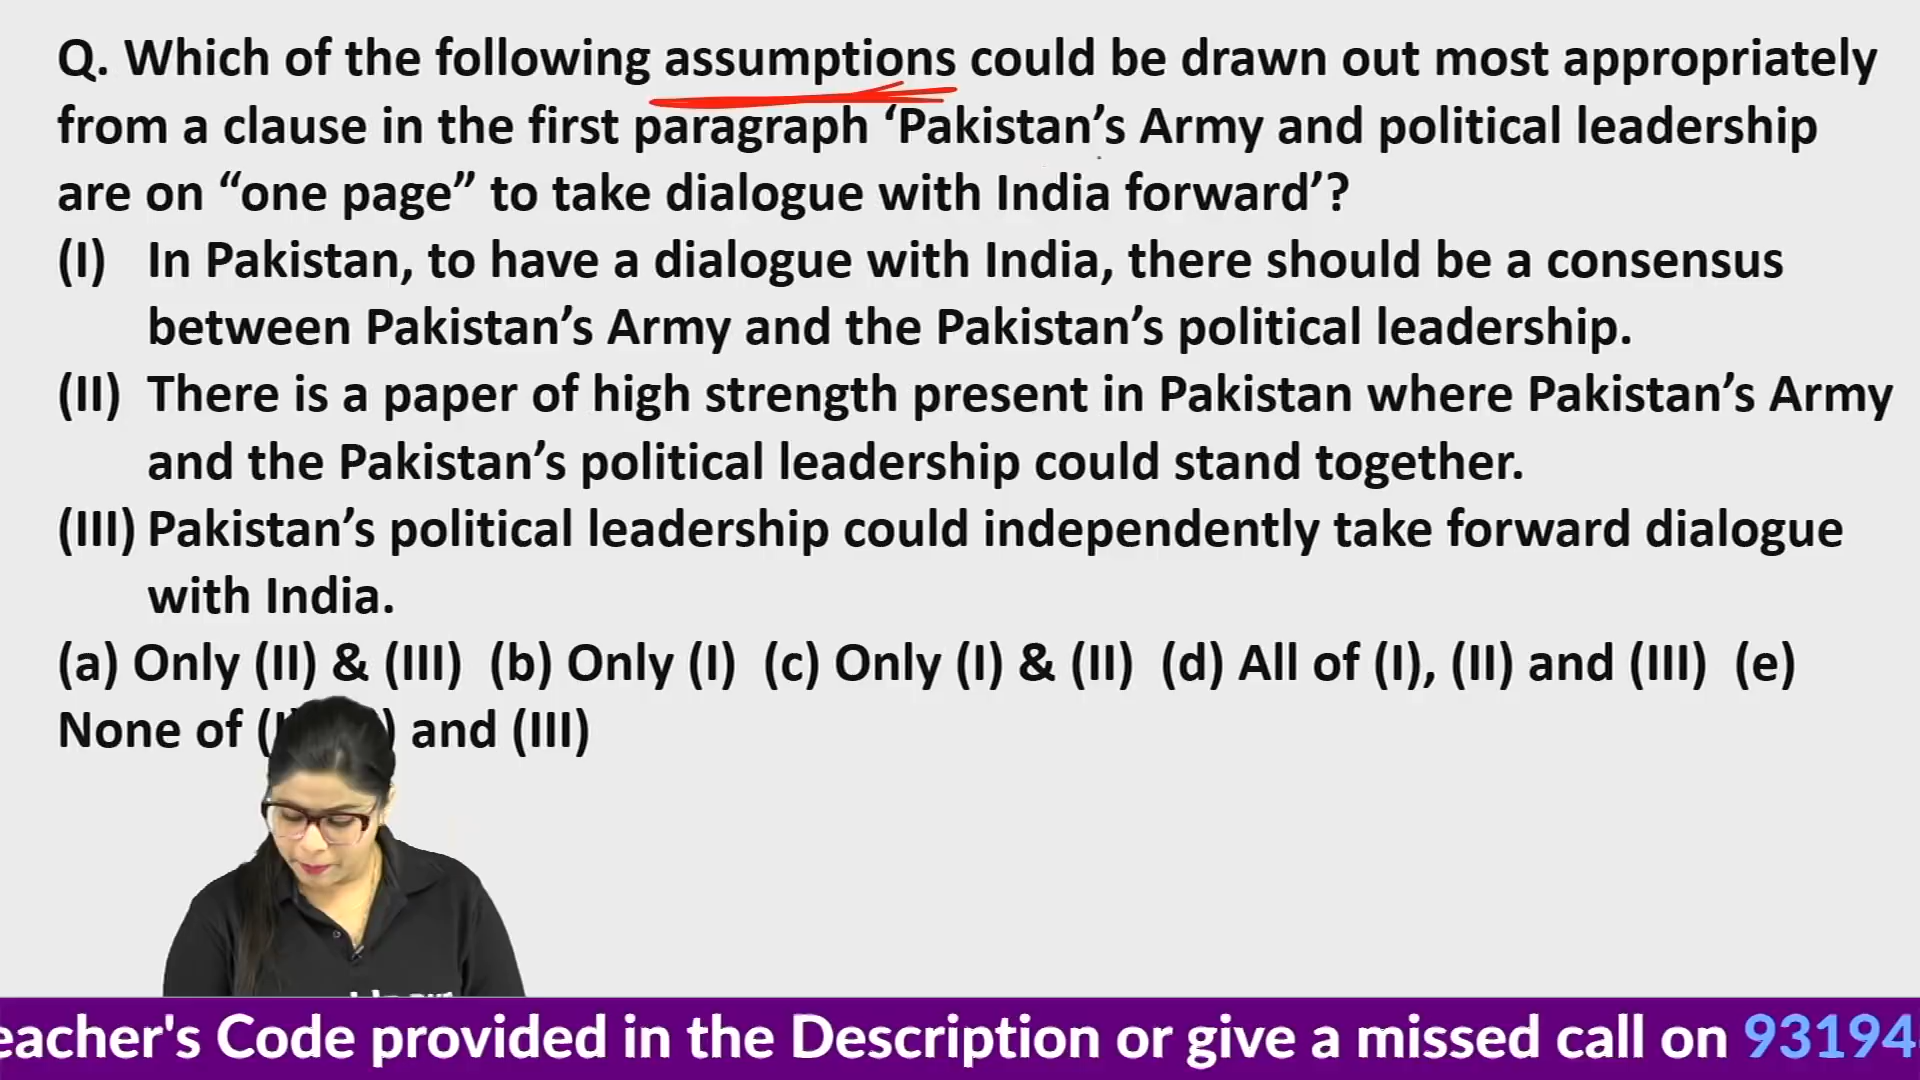 Q. Which of the following assumptions could be drawn out most appropriately
from a clause in the first paragraph ‘Pakistan’s Army and political leadership
are on “one page” to take dialogue with India forward’?
(I) In Pakistan, to have a dialogue with India, there should be a consensus
between Pakistan’s Army and the Pakistan’s political leadership.
(II) There is a paper of high strength present in Pakistan where Pakistan’s Army
and the Pakistan’s political leadership could stand together.
(III) Pakistan’s political leadership could independently take forward dialogue
with India.
(a) Only (II) & (III) (b) Only (I) (c) Only (I) & (II) (d) All of (I), (II) and (III) (e)
None of and (III)
Code provided in the Description or give a missed call on